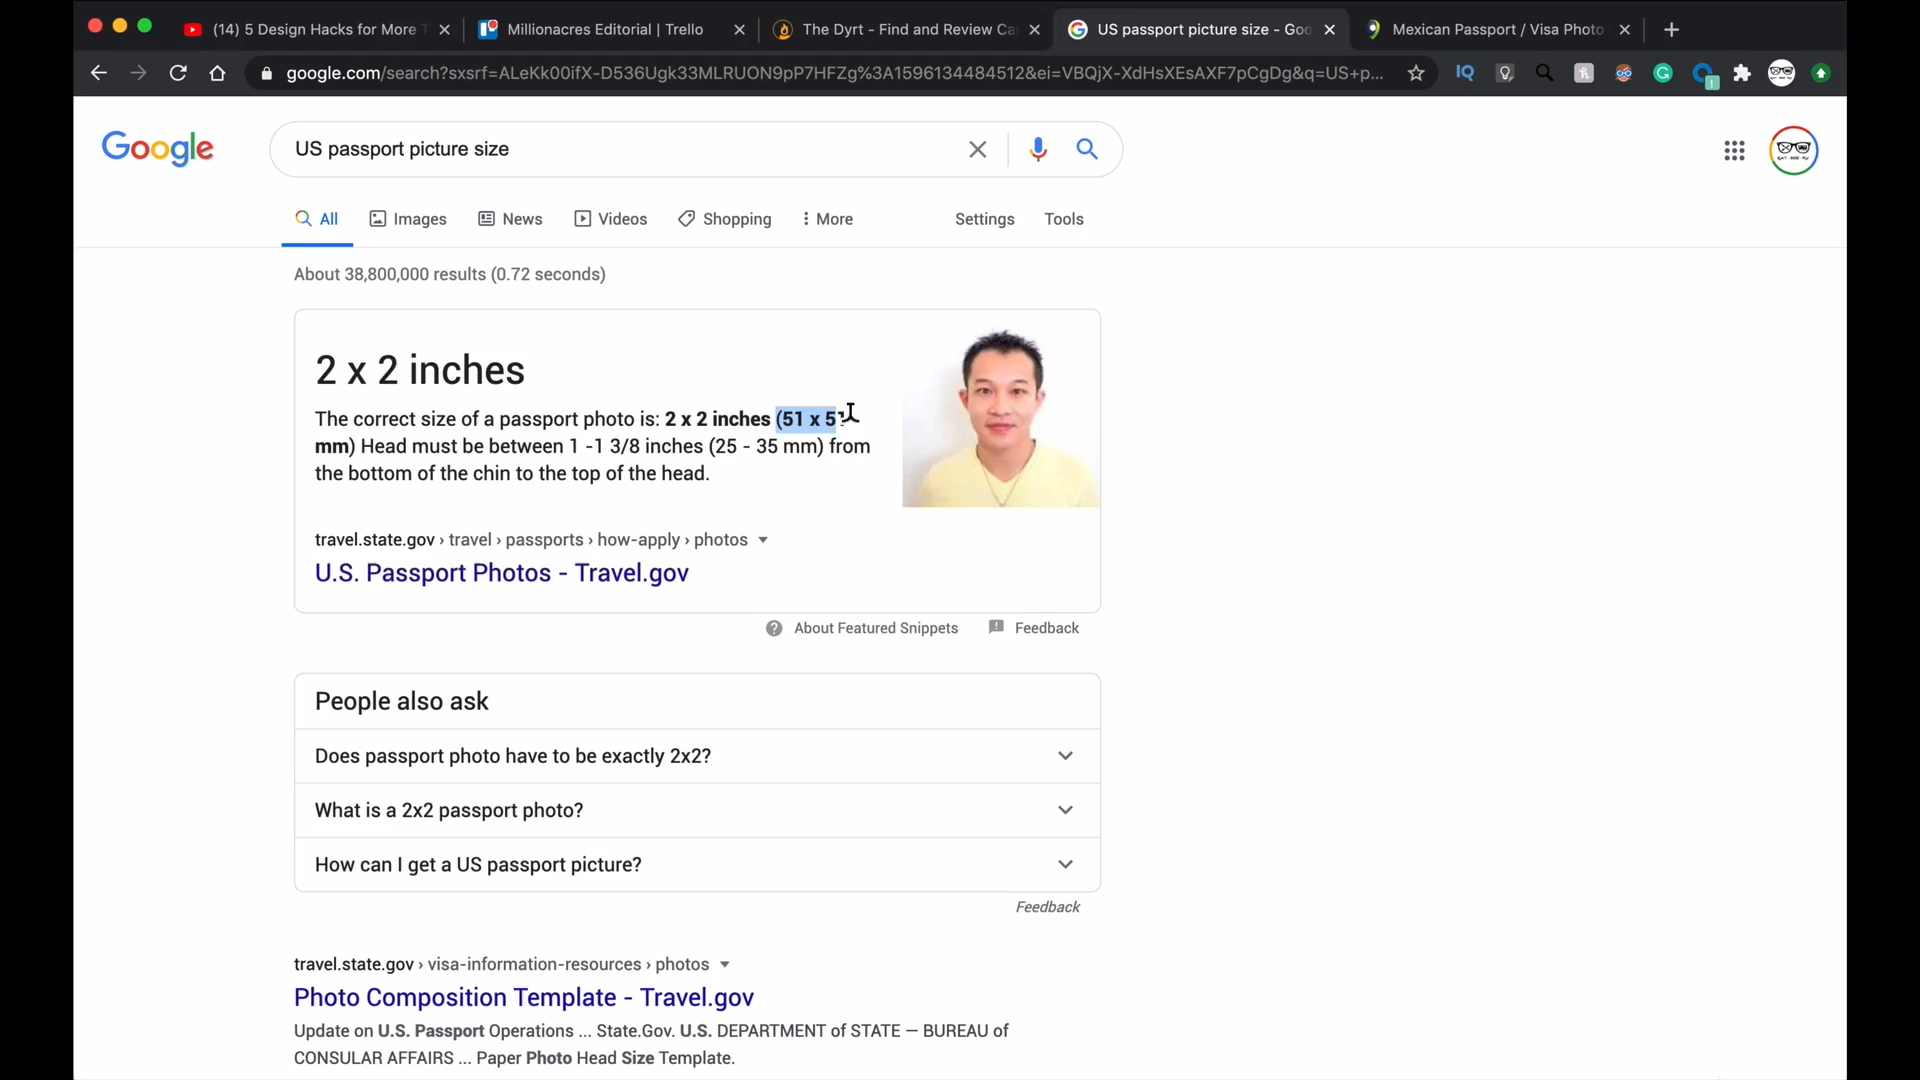 (14) 5 Design Hacks for More T
Millionacres Editorial | Trello
The Dyrt - Find and Review Ca
US passport picture size - Goo
Mexican Passport / Visa Photo
google.com/search?sxsrf=ALeKk00ifX-D536Ugk33MLRUON9pP7HFZg%3A1596134484512&ei=VBQjX-XdHsXEsAXF7pCgDg&q=US+p...
Google
US passport picture size
All
Images
News
Videos
Shopping
More
Settings
Tools
About 38,800,000 results (0.72 seconds)
2 x 2 inches
The correct size of a passport photo is: 2 x 2 inches (51 x 51
mm) Head must be between 1 -1 3/8 inches (25 - 35 mm) from
the bottom of the chin to the top of the head.
travel.state.gov › travel › passports › how-apply › photos
U.S. Passport Photos - Travel.gov
About Featured Snippets
Feedback
People also ask
Does passport photo have to be exactly 2x2?
What is a 2x2 passport photo?
How can I get a US passport picture?
Feedback
travel.state.gov › visa-information-resources › photos
Photo Composition Template - Travel.gov
Update on U.S. Passport Operations ... State.Gov. U.S. DEPARTMENT of STATE — BUREAU of
CONSULAR AFFAIRS ... Paper Photo Head Size Template.